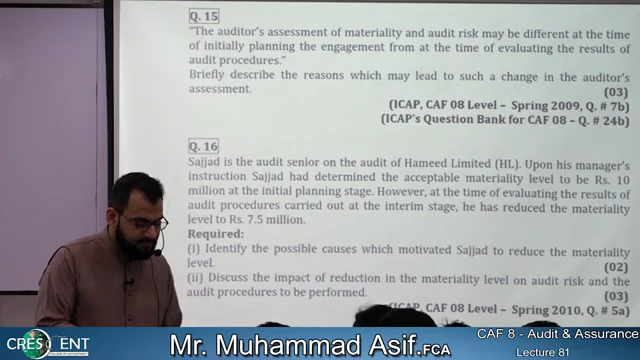 Q. 15
"The auditor's assessment of materiality and audit risk may be different at the time
of initially planning the engagement from at the time of evaluating the results of
audit procedures."
Briefly describe the reasons which may lead to such a change in the auditor's
assessment. (03)
(ICAP, CAF 08 Level – Spring 2009, Q. # 7b)
(ICAP's Question Bank for CAF 08 – Q. # 24b)
Q. 16
Sajjad is the audit senior on the audit of Hameed Limited (HL). Upon his manager's
instruction Sajjad had determined the acceptable materiality level to be Rs. 10
million at the initial planning stage. However, at the time of evaluating the results of
audit procedures carried out at the interim stage, he has reduced the materiality
level to Rs. 7.5 million.
Required:
(i) Identify the possible causes which motivated Sajjad to reduce the materiality
level. (02)
(ii) Discuss the impact of reduction in the materiality level on audit risk and the
audit procedures to be performed. (03)
(ICAP, CAF 08 Level – Spring 2010, Q. # 5a)
CRESCENT
Mr. Muhammad Asif.FCA
CAF 8 - Audit & Assurance
Lecture 81